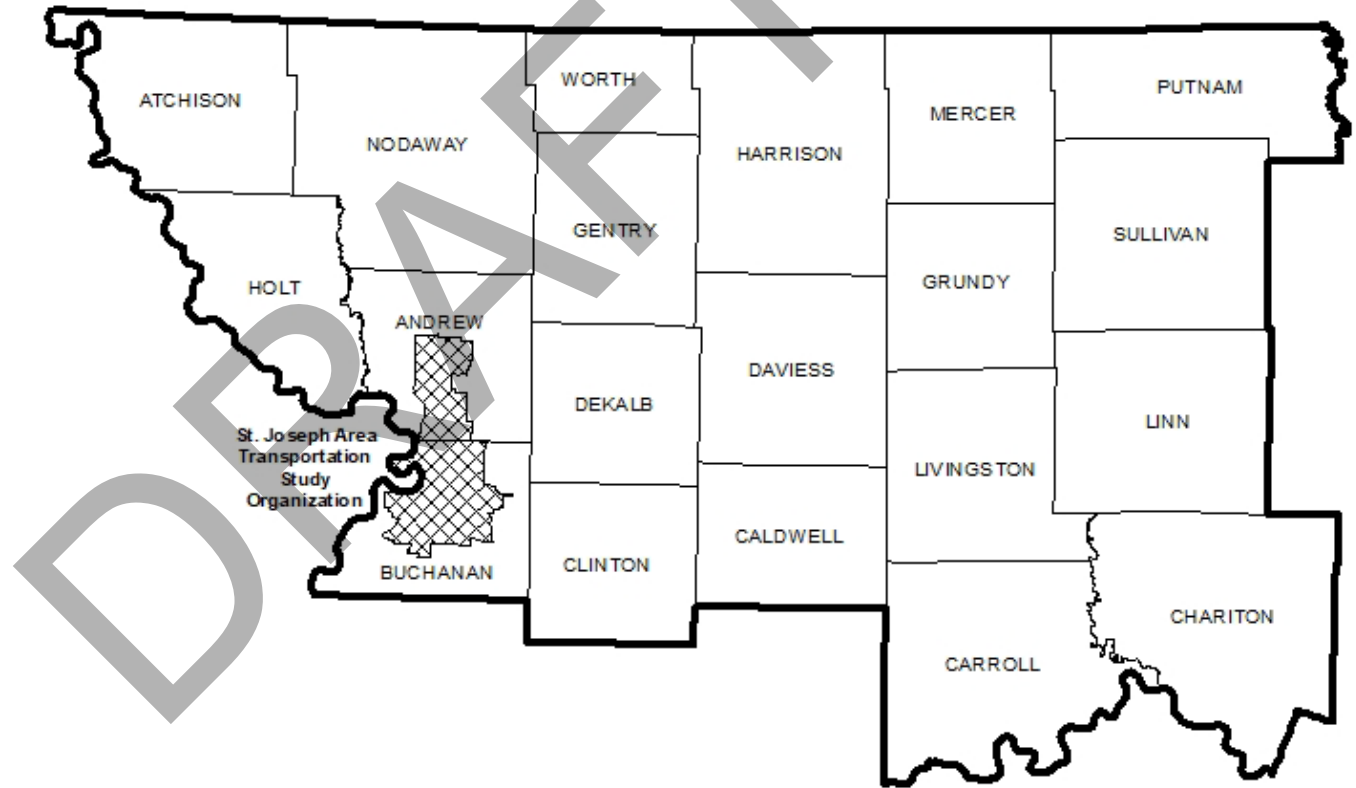 WORTH
PUTNAM
ATCHISON
MERCER
NODAWAY
HARRISON
GENTRY
SULLIVAN
GRUNDY
HOLT
ANDREW
DAVIESS
DEKALB
LINN
St. Joseph Area
Transportation
Study
Organization
LIVINGSTON
CALDWELL
CLINTON
BUCHANAN
CHARITON
CARROLL
DRAFT